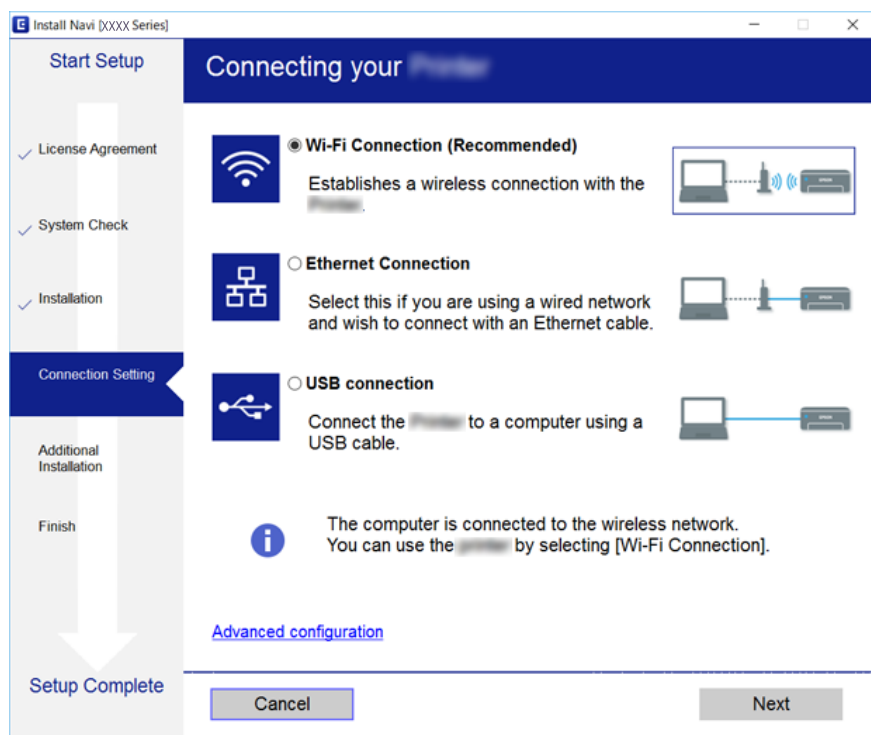 E Install Navi [XXXX Series]
Start Setup
License Agreement
System Check
Installation
Connection Setting
Additional
Installation
Finish
Setup Complete
Connecting your
Wi-Fi Connection (Recommended)
Establishes a wireless connection with the
.
Ethernet Connection
Select this if you are using a wired network
and wish to connect with an Ethernet cable.
USB connection
Connect the to a computer using a
USB cable.
The computer is connected to the wireless network.
You can use the by selecting [Wi-Fi Connection].
Advanced configuration
Cancel
Next